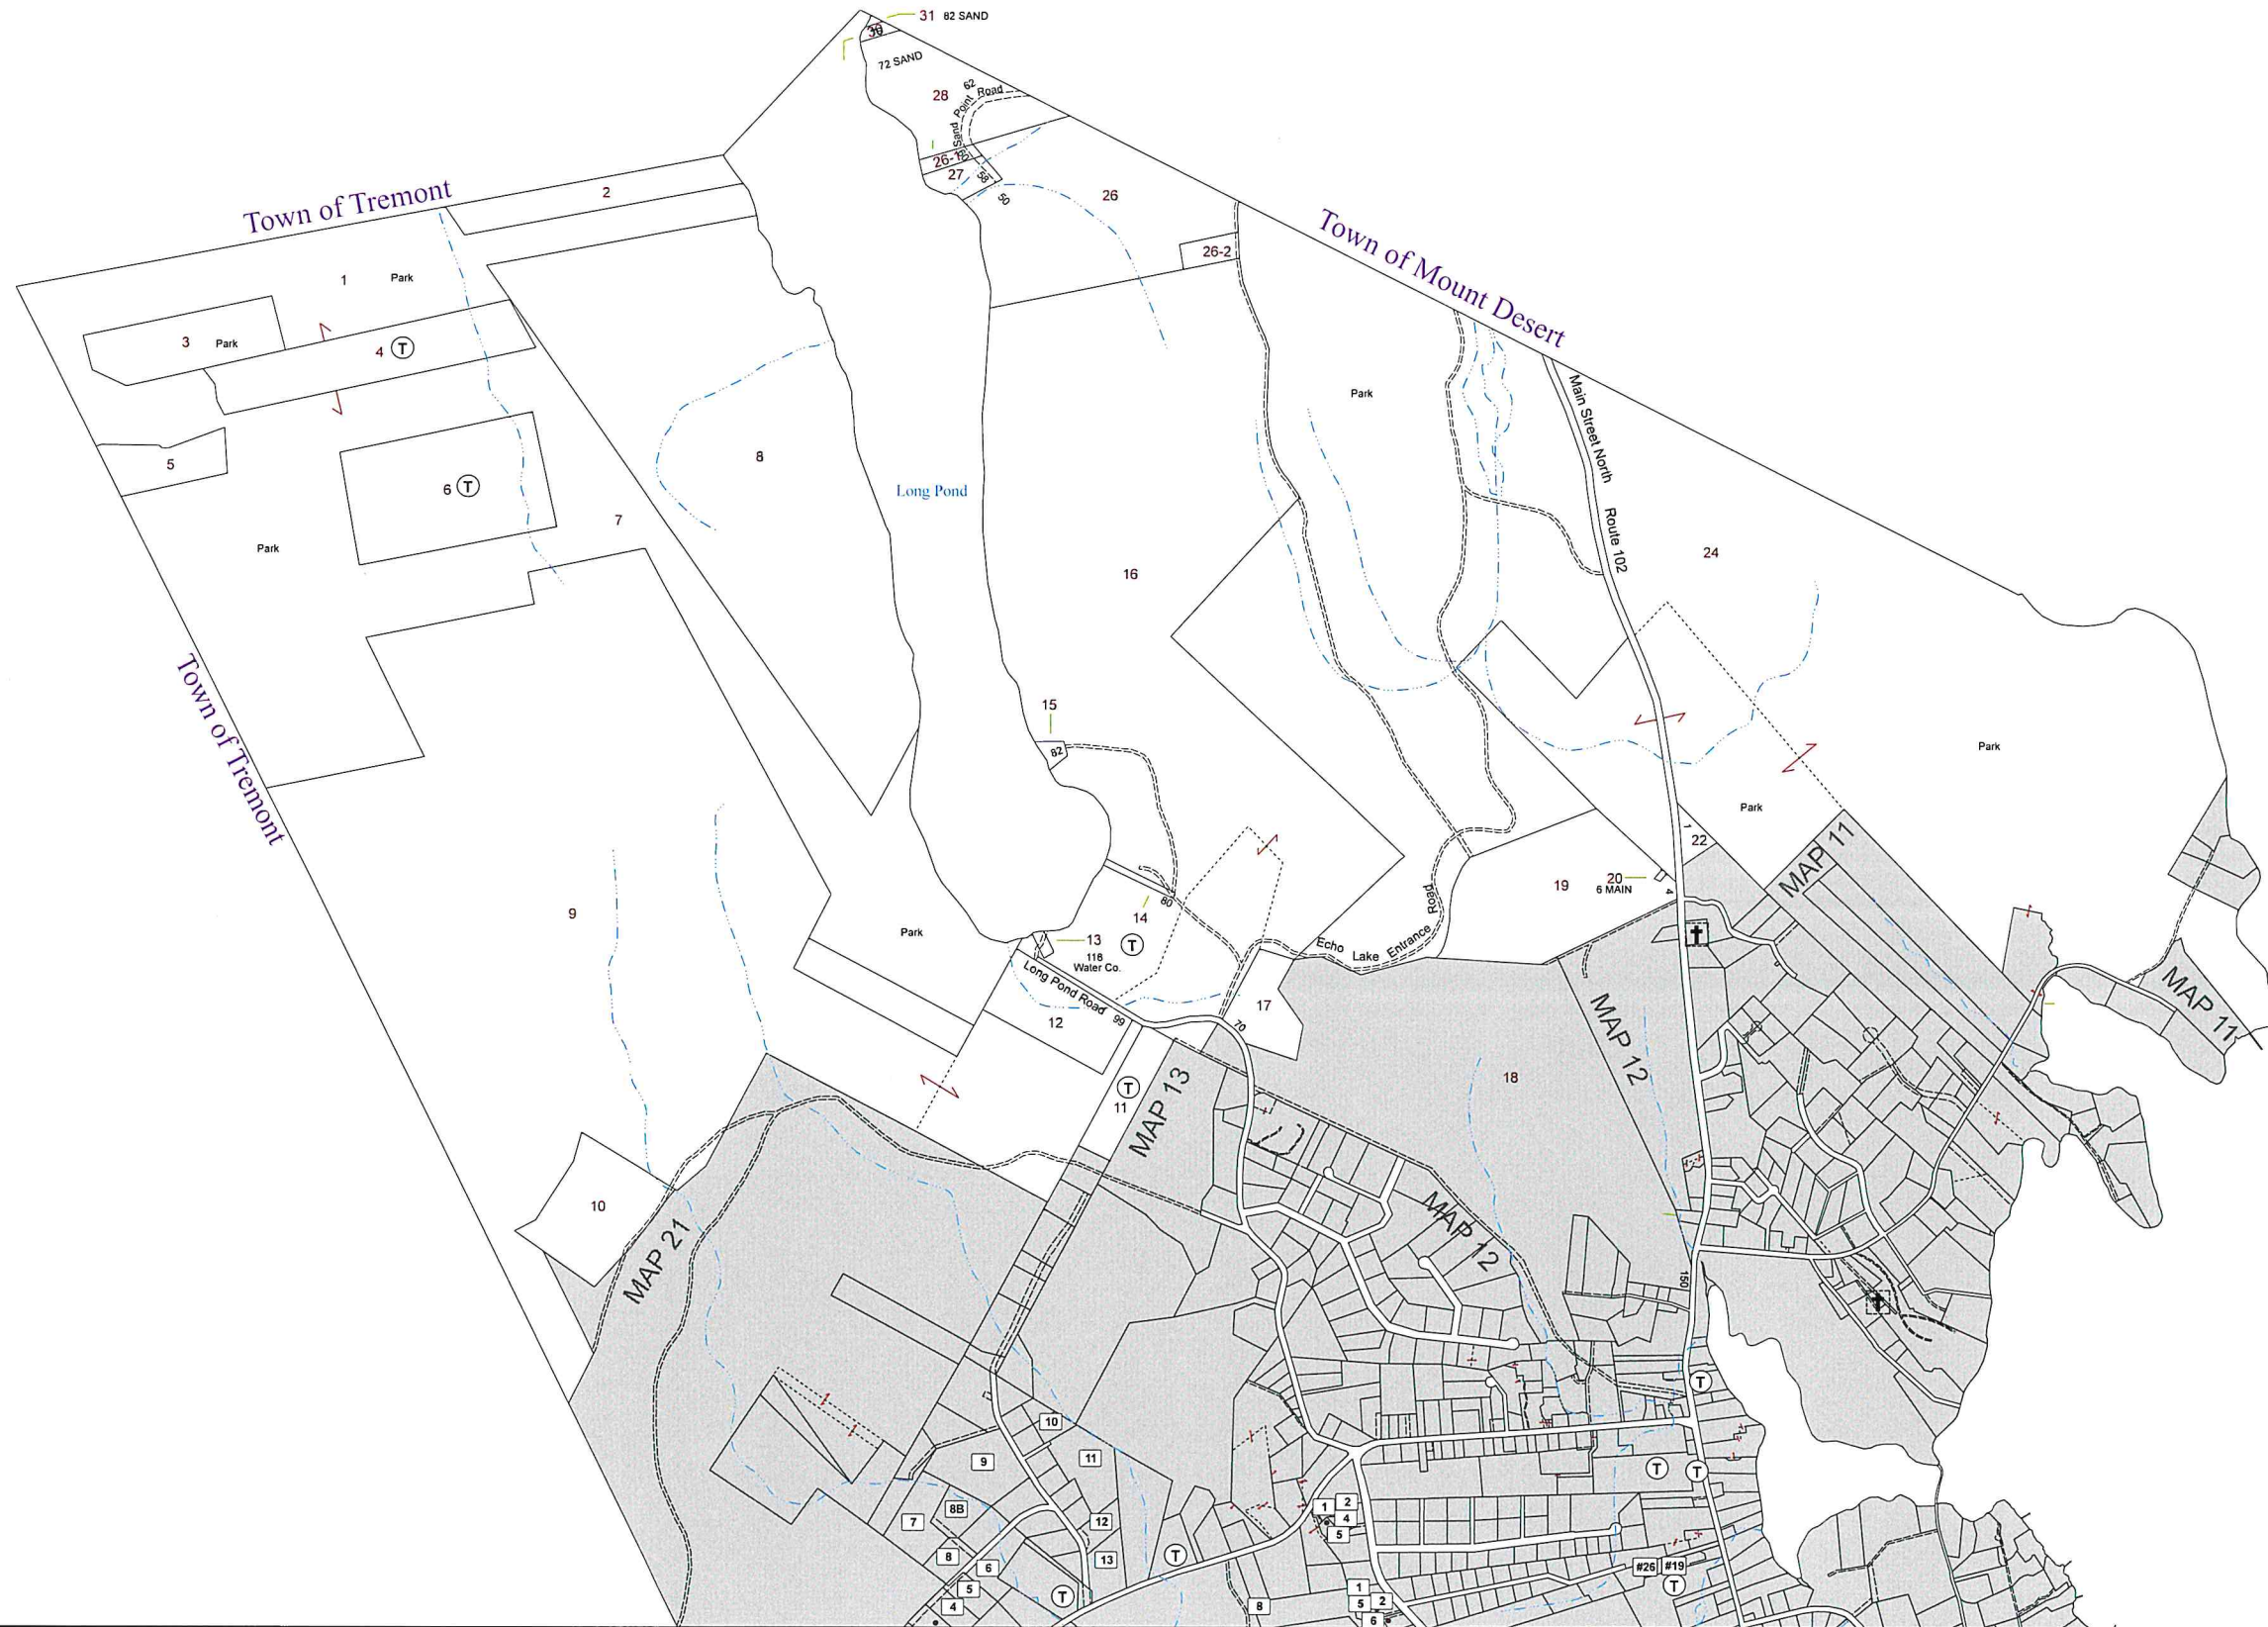 31 82 SAND
30
72 SAND
62
28
Sand Point Road
26-1
60
27
58
50
26
26-2
Town of Tremont
2
1 Park
3 Park
4 T
5
6 T
7
8
Park
Long Pond
16
Town of Mount Desert
Park
Main Street North
Route 102
24
Town of Tremont
15
82
Park
Park
1
22
MAP 11
20
6 MAIN
4
19
9
Park
80
14
13
T
118
Water Co.
Echo Lake Entrance Road
Long Pond Road
99
12
17
70
MAP 11
MAP 12
18
T
11
MAP 13
10
MAP 21
MAP 12
150
T
10
9
11
T
T
8B
7
12
1
2
4
5
8
6
13
T
#26
#19
T
5
4
T
8
1
5
2
6